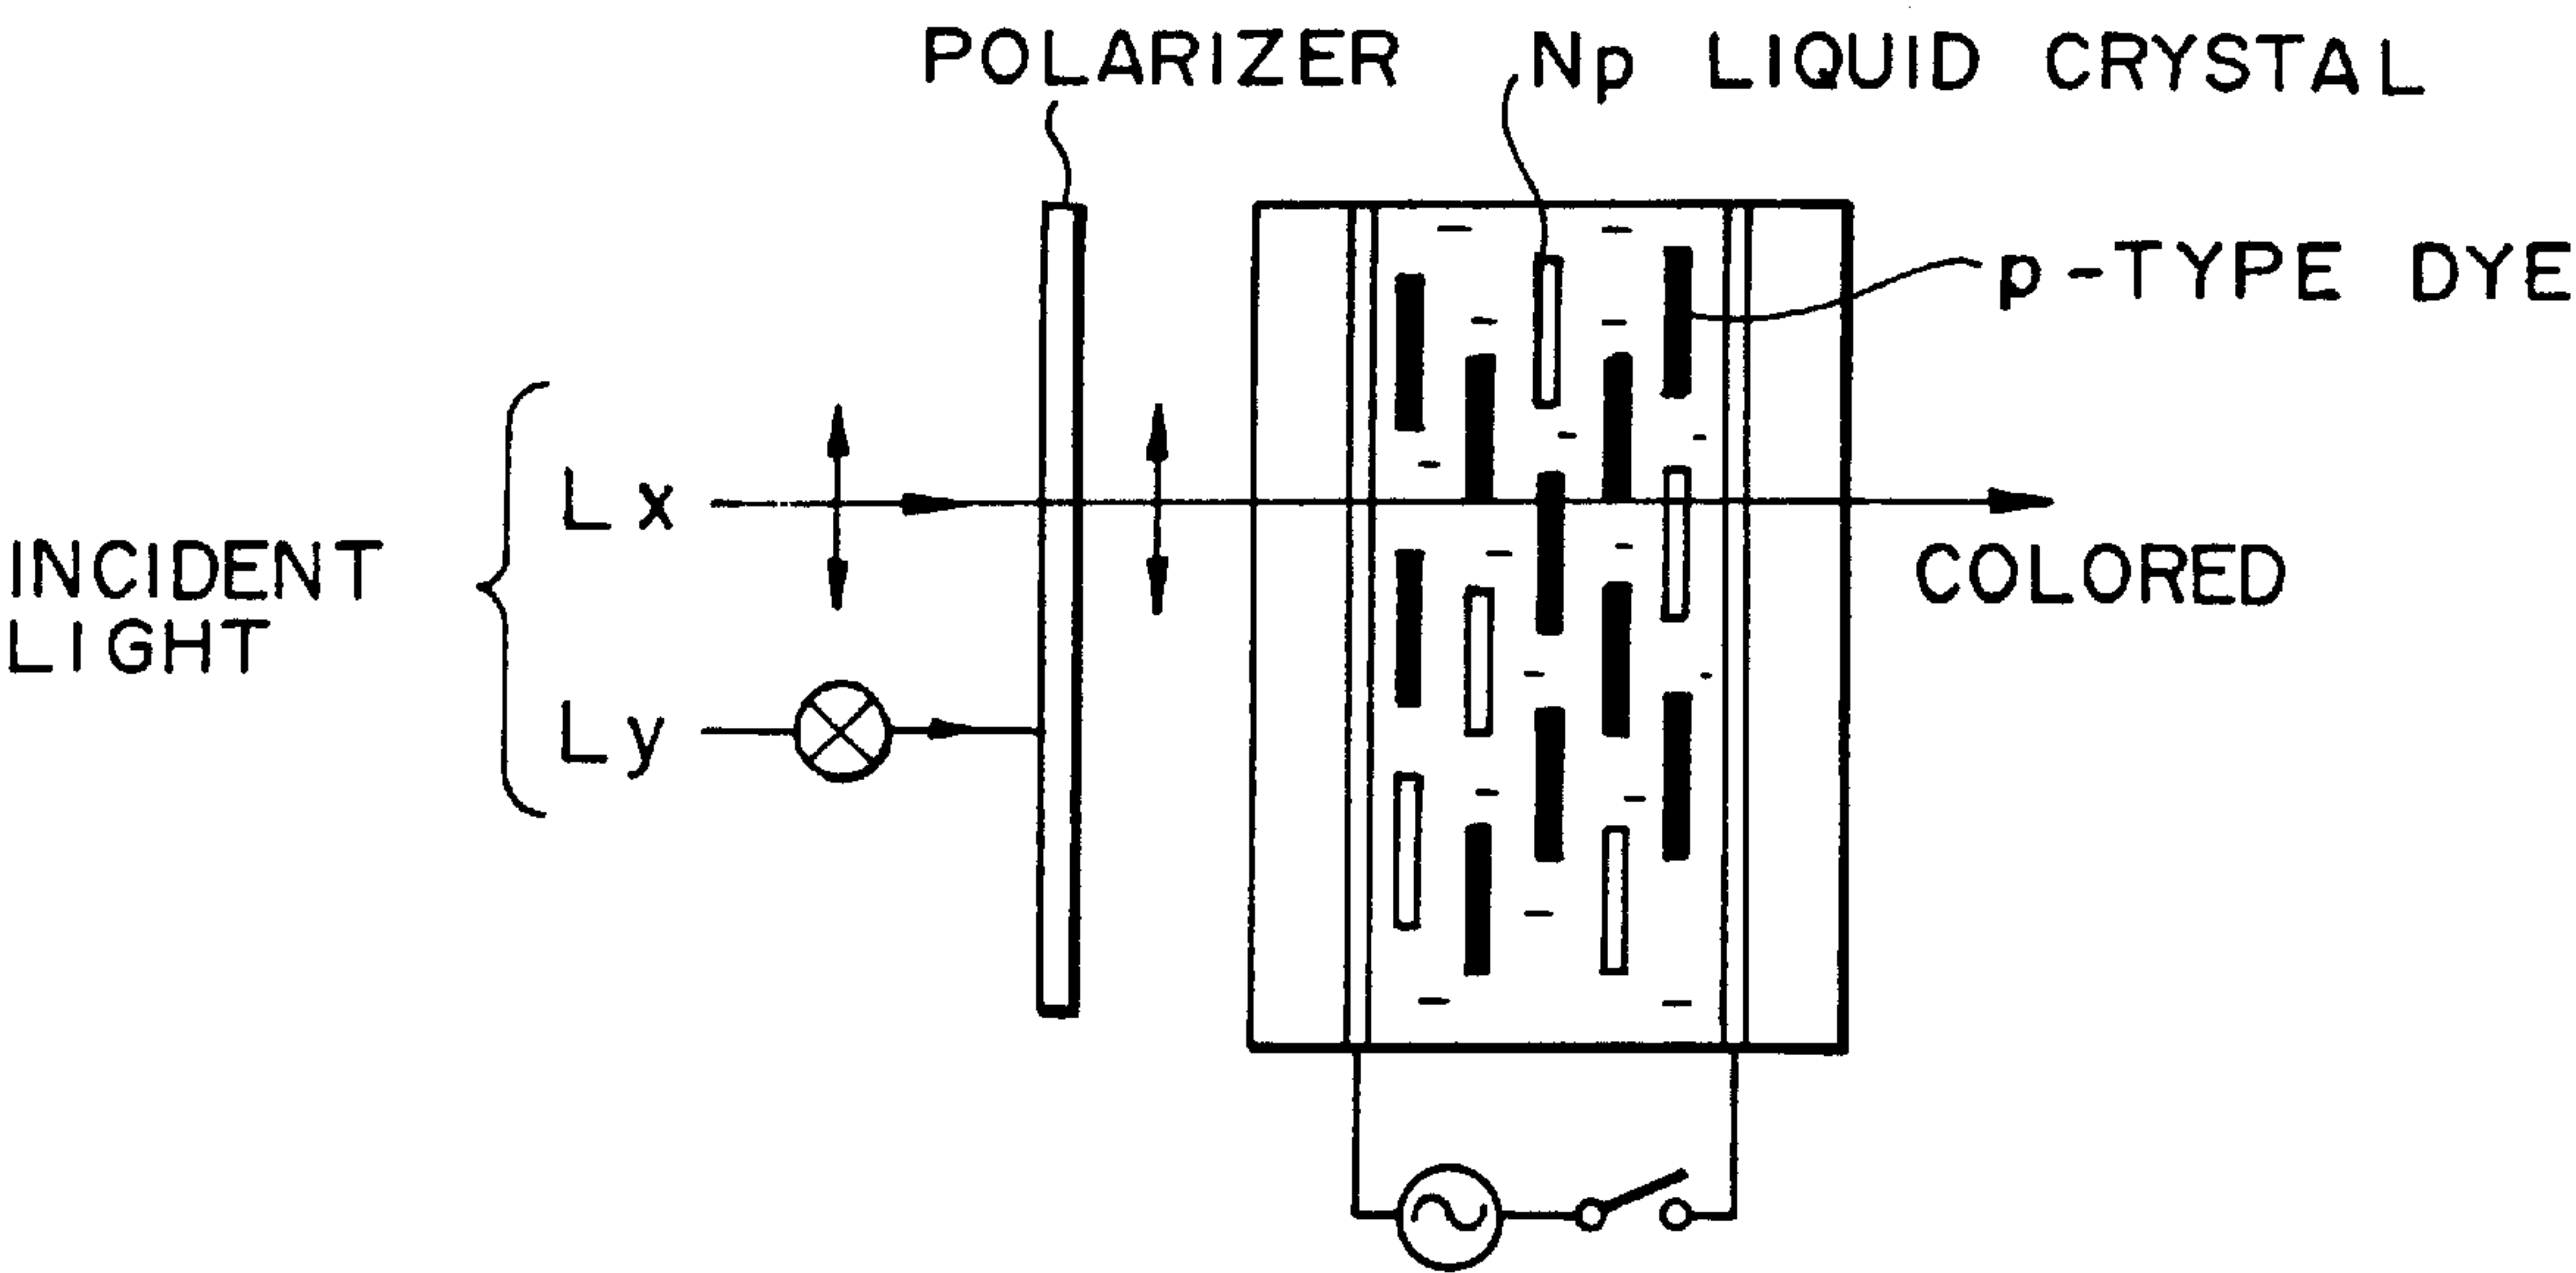 POLARIZER
Np LIQUID CRYSTAL
p-TYPE DYE
Lx
INCIDENT
LIGHT
Ly
COLORED